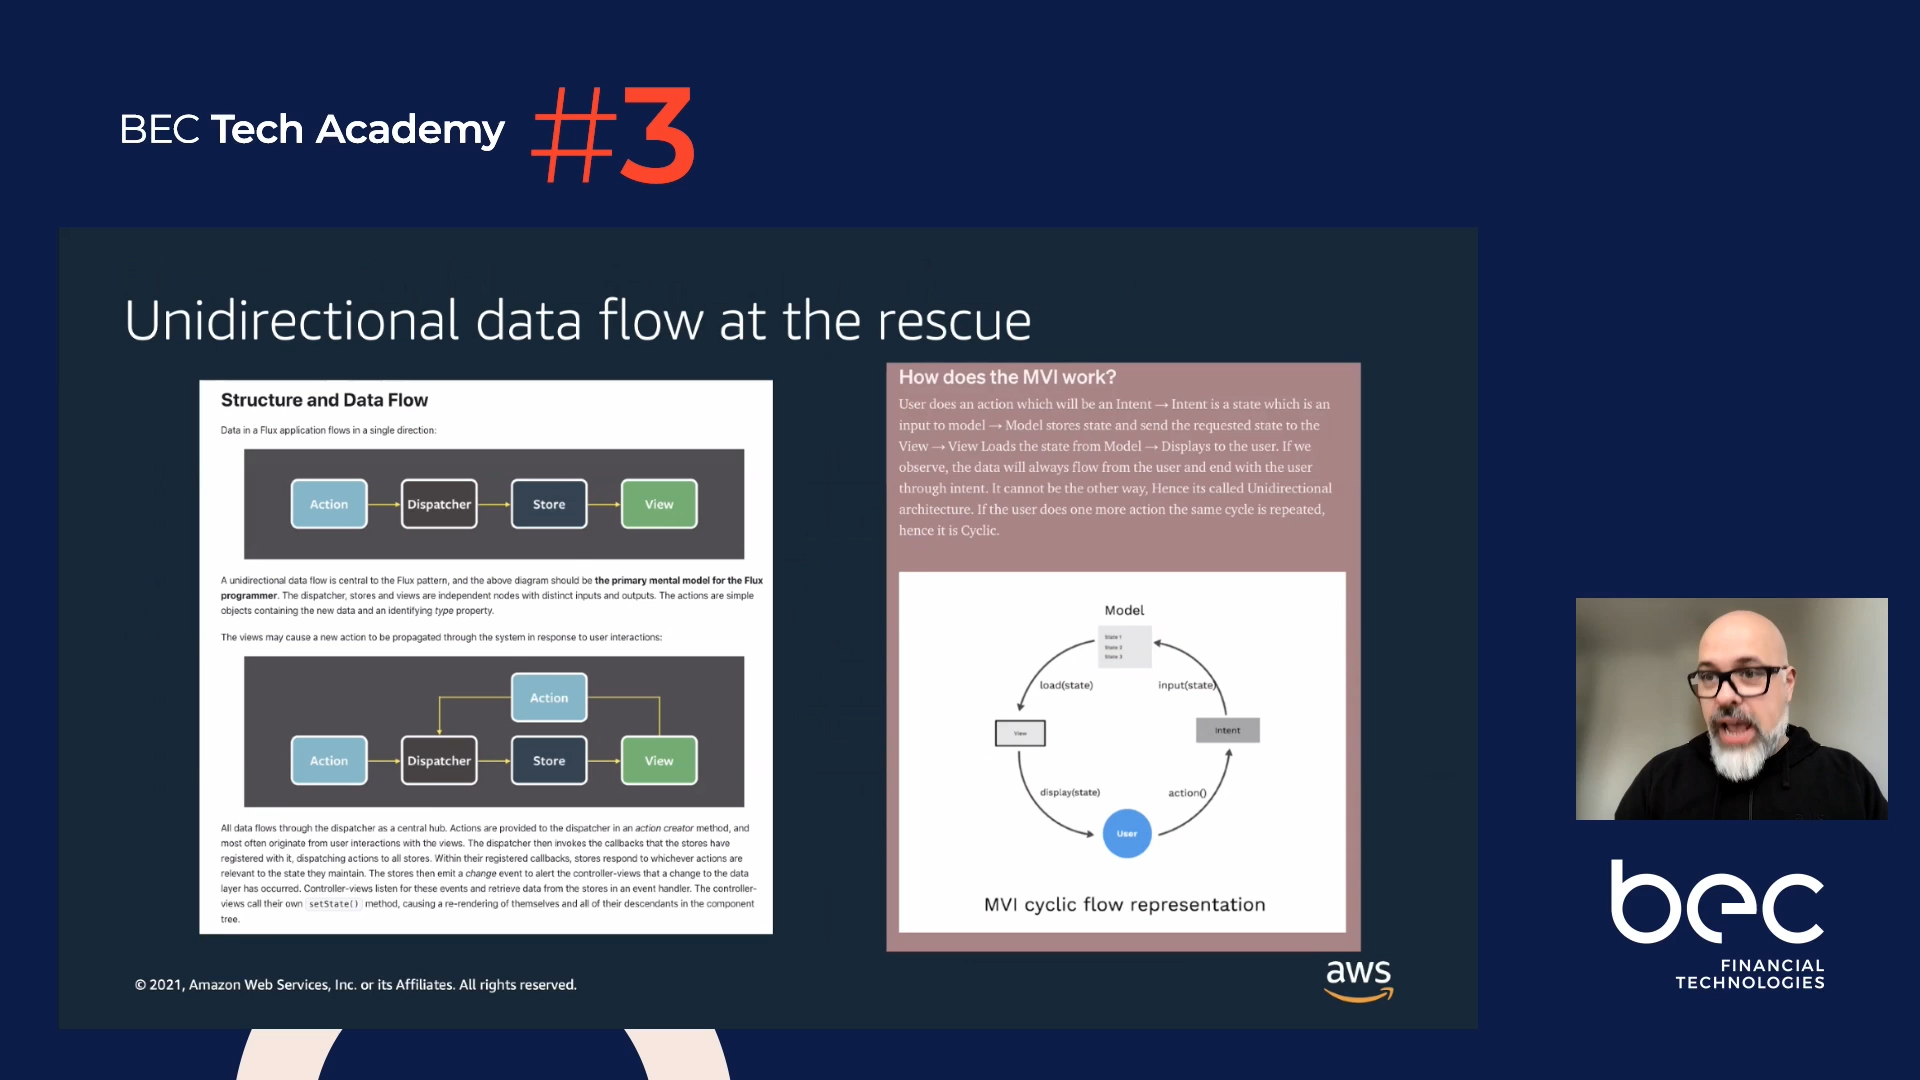 BEC Tech Academy #3
Unidirectional data flow at the rescue
Structure and Data Flow
Data in a Flux application flows in a single direction:
Action
Dispatcher
Store
View
A unidirectional data flow is central to the Flux pattern, and the above diagram should be the primary mental model for the Flux
programmer. The dispatcher, stores and views are independent nodes with distinct inputs and outputs. The actions are simple
objects containing the new data and an identifying type property.
The views may cause a new action to be propagated through the system in response to user interactions:
Action
Action
Dispatcher
Store
View
All data flows through the dispatcher as a central hub. Actions are provided to the dispatcher in an action creator method, and
most often originate from user interactions with the views. The dispatcher then invokes the callbacks that the stores have
registered with it, dispatching actions to all stores. Within their registered callbacks, stores respond to whichever actions are
relevant to the state they maintain. The stores then emit a change event to alert the controller-views that a change to the data
layer has occurred. Controller-views listen for these events and retrieve data from the stores in an event handler. The controller-
views call their own setState() method, causing a re-rendering of themselves and all of their descendants in the component
tree.
How does the MVI work?
User does an action which will be an Intent → Intent is a state which is an
input to model → Model stores state and send the requested state to the
View → View Loads the state from Model → Displays to the user. If we
observe, the data will always flow from the user and end with the user
through intent. It cannot be the other way, Hence its called Unidirectional
architecture. If the user does one more action the same cycle is repeated,
hence it is Cyclic.
Model
State 1
State 2
State 3
load(state)
input(state)
View
Intent
display(state)
action()
User
MVI cyclic flow representation
© 2021, Amazon Web Services, Inc. or its Affiliates. All rights reserved.
aws
bec
FINANCIAL
TECHNOLOGIES